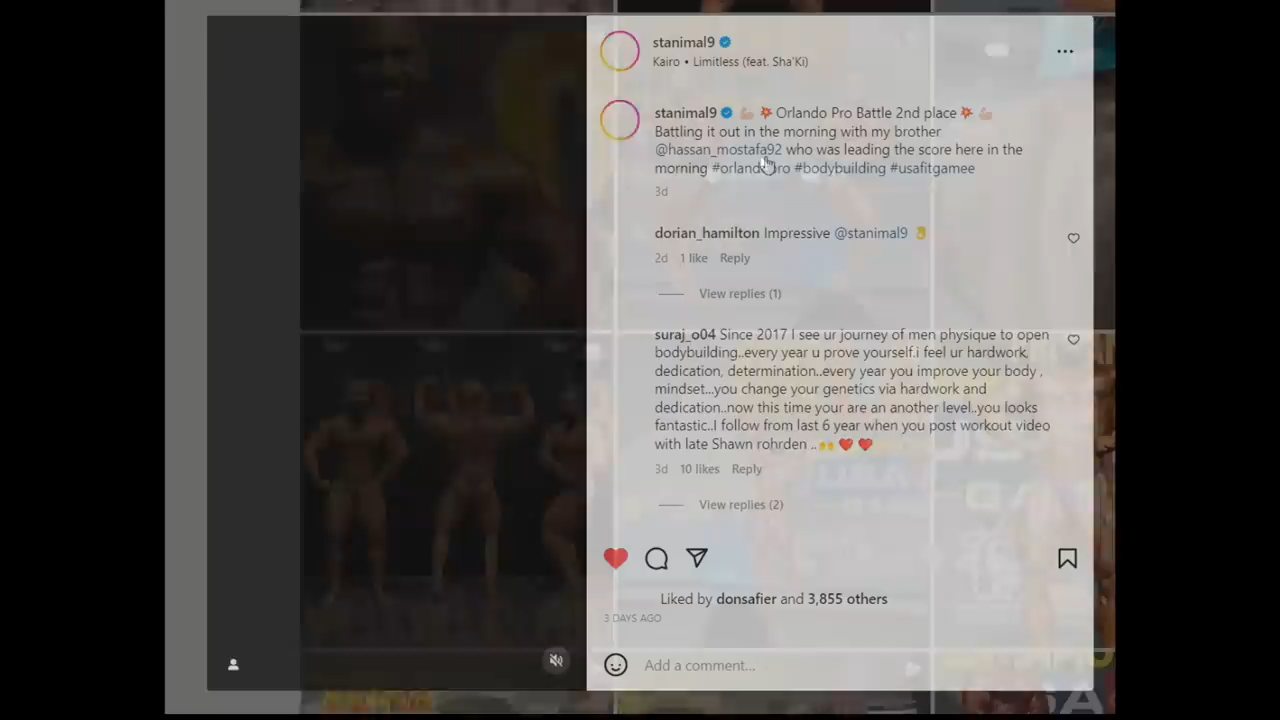 stanimal9
Kairo • Limitless (feat. Sha'Ki)
stanimal9 💪 💥 Orlando Pro Battle 2nd place 💥 💪
Battling it out in the morning with my brother
@hassan_mostafa92 who was leading the score here in the
morning #orlandopro #bodybuilding #usafitgamee
3d
dorian_hamilton Impressive @stanimal9 👌
2d 1 like Reply
View replies (1)
suraj_o04 Since 2017 I see ur journey of men physique to open
bodybuilding..every year u prove yourself.i feel ur hardwork,
dedication, determination..every year you improve your body ,
mindset...you change your genetics via hardwork and
dedication..now this time your are an another level..you looks
fantastic..I follow from last 6 year when you post workout video
with late Shawn rohrden .. 🙌 ❤️ ❤️
3d 10 likes Reply
View replies (2)
Liked by donsafier and 3,855 others
3 DAYS AGO
Add a comment...